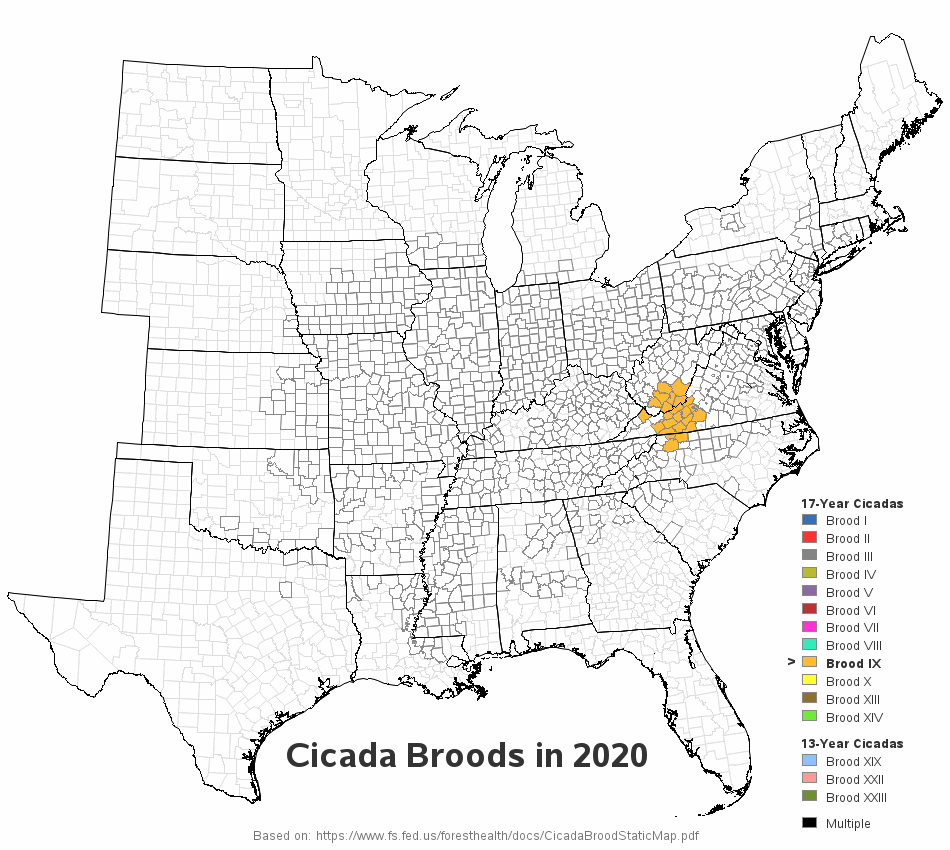 17-Year Cicadas
Brood I
Brood II
Brood III
Brood IV
Brood V
Brood VI
Brood VII
Brood VIII
> Brood IX
Brood X
Brood XIII
Brood XIV
13-Year Cicadas
Brood XIX
Brood XXII
Brood XXIII
Multiple
Cicada Broods in 2020
Based on: https://www.fs.fed.us/foresthealth/docs/CicadaBroodStaticMap.pdf